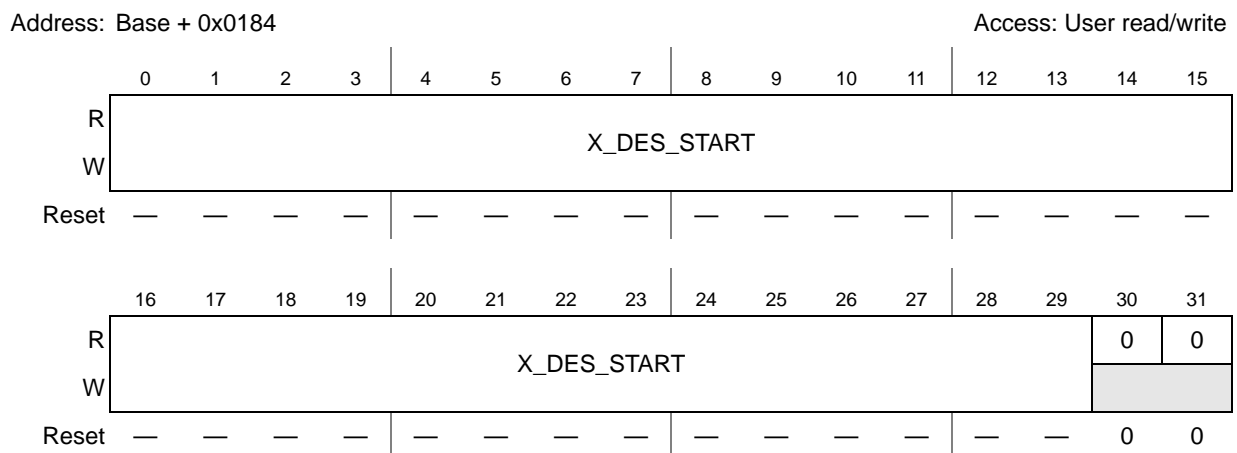 Address: Base + 0x0184 Access: User read/write
0 1 2 3 4 5 6 7 8 9 10 11 12 13 14 15
R
X_DES_START
W
Reset — — — — — — — — — — — — — — — —
16 17 18 19 20 21 22 23 24 25 26 27 28 29 30 31
R 0 0
X_DES_START
W
Reset — — — — — — — — — — — — — — 0 0